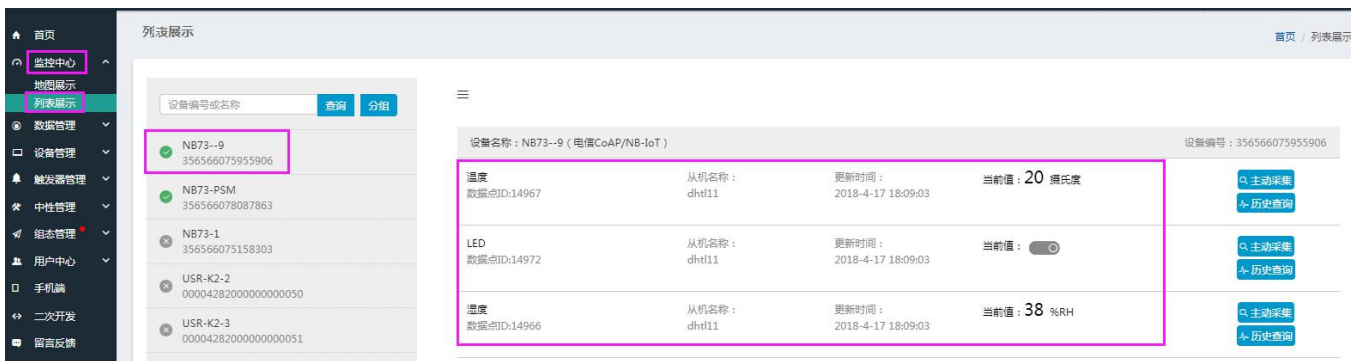 首页
监控中心
地图展示
列表展示
数据管理
设备管理
触发器管理
中性管理
组态管理
用户中心
手机端
二次开发
留言反馈
列表展示
首页 / 列表展示
设备编号或名称
查询
分组
NB73--9
356566075955906
NB73-PSM
356566078087863
NB73-1
356566075158303
USR-K2-2
00004282000000000050
USR-K2-3
00004282000000000051
设备名称：NB73--9（电信CoAP/NB-IoT）
设备编号：356566075955906
温度
数据点ID:14967
从机名称：
dhtl11
更新时间：
2018-4-17 18:09:03
当前值：20 摄氏度
主动采集
历史查询
LED
数据点ID:14972
从机名称：
dhtl11
更新时间：
2018-4-17 18:09:03
当前值：
主动采集
历史查询
湿度
数据点ID:14966
从机名称：
dhtl11
更新时间：
2018-4-17 18:09:03
当前值：38 %RH
主动采集
历史查询